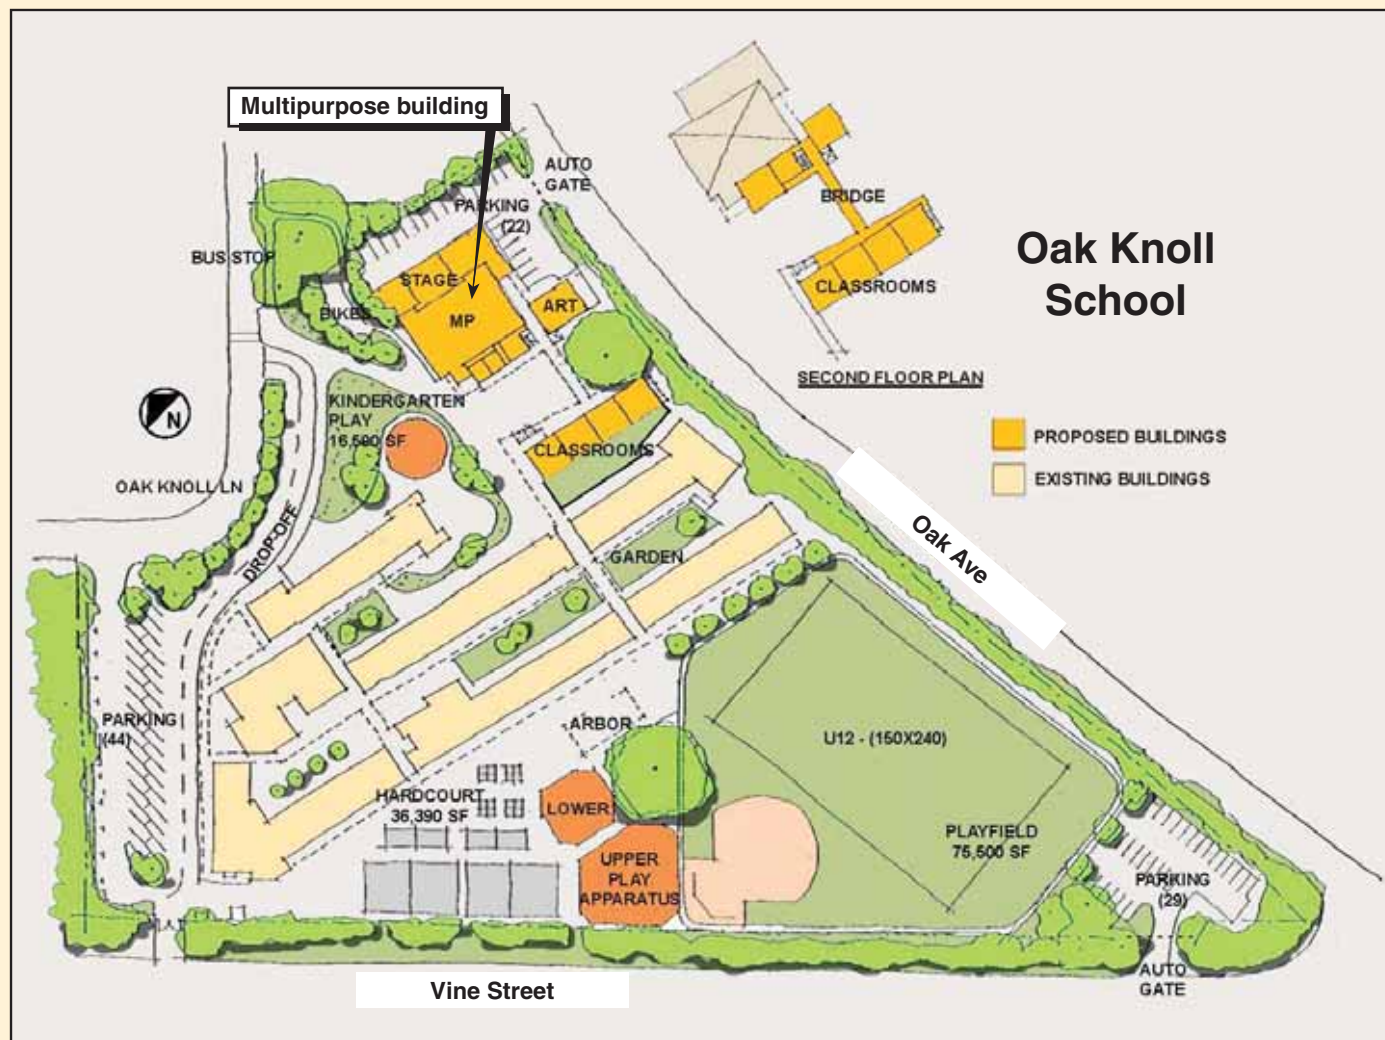 Multipurpose building
AUTO
GATE
PARKING
(22)
BUS STOP
STAGE
BIKES
MP
ART
BRIDGE
CLASSROOMS
SECOND FLOOR PLAN
Oak Knoll
School
PROPOSED BUILDINGS
EXISTING BUILDINGS
N
KINDERGARTEN
PLAY
16,500 SF
CLASSROOMS
OAK KNOLL LN
DROP-OFF
GARDEN
Oak Ave
PARKING
(44)
ARBOR
U12 - (150X240)
HARDCOURT
36,390 SF
LOWER
UPPER
PLAY
APPARATUS
PLAYFIELD
75,500 SF
PARKING
(29)
AUTO
GATE
Vine Street